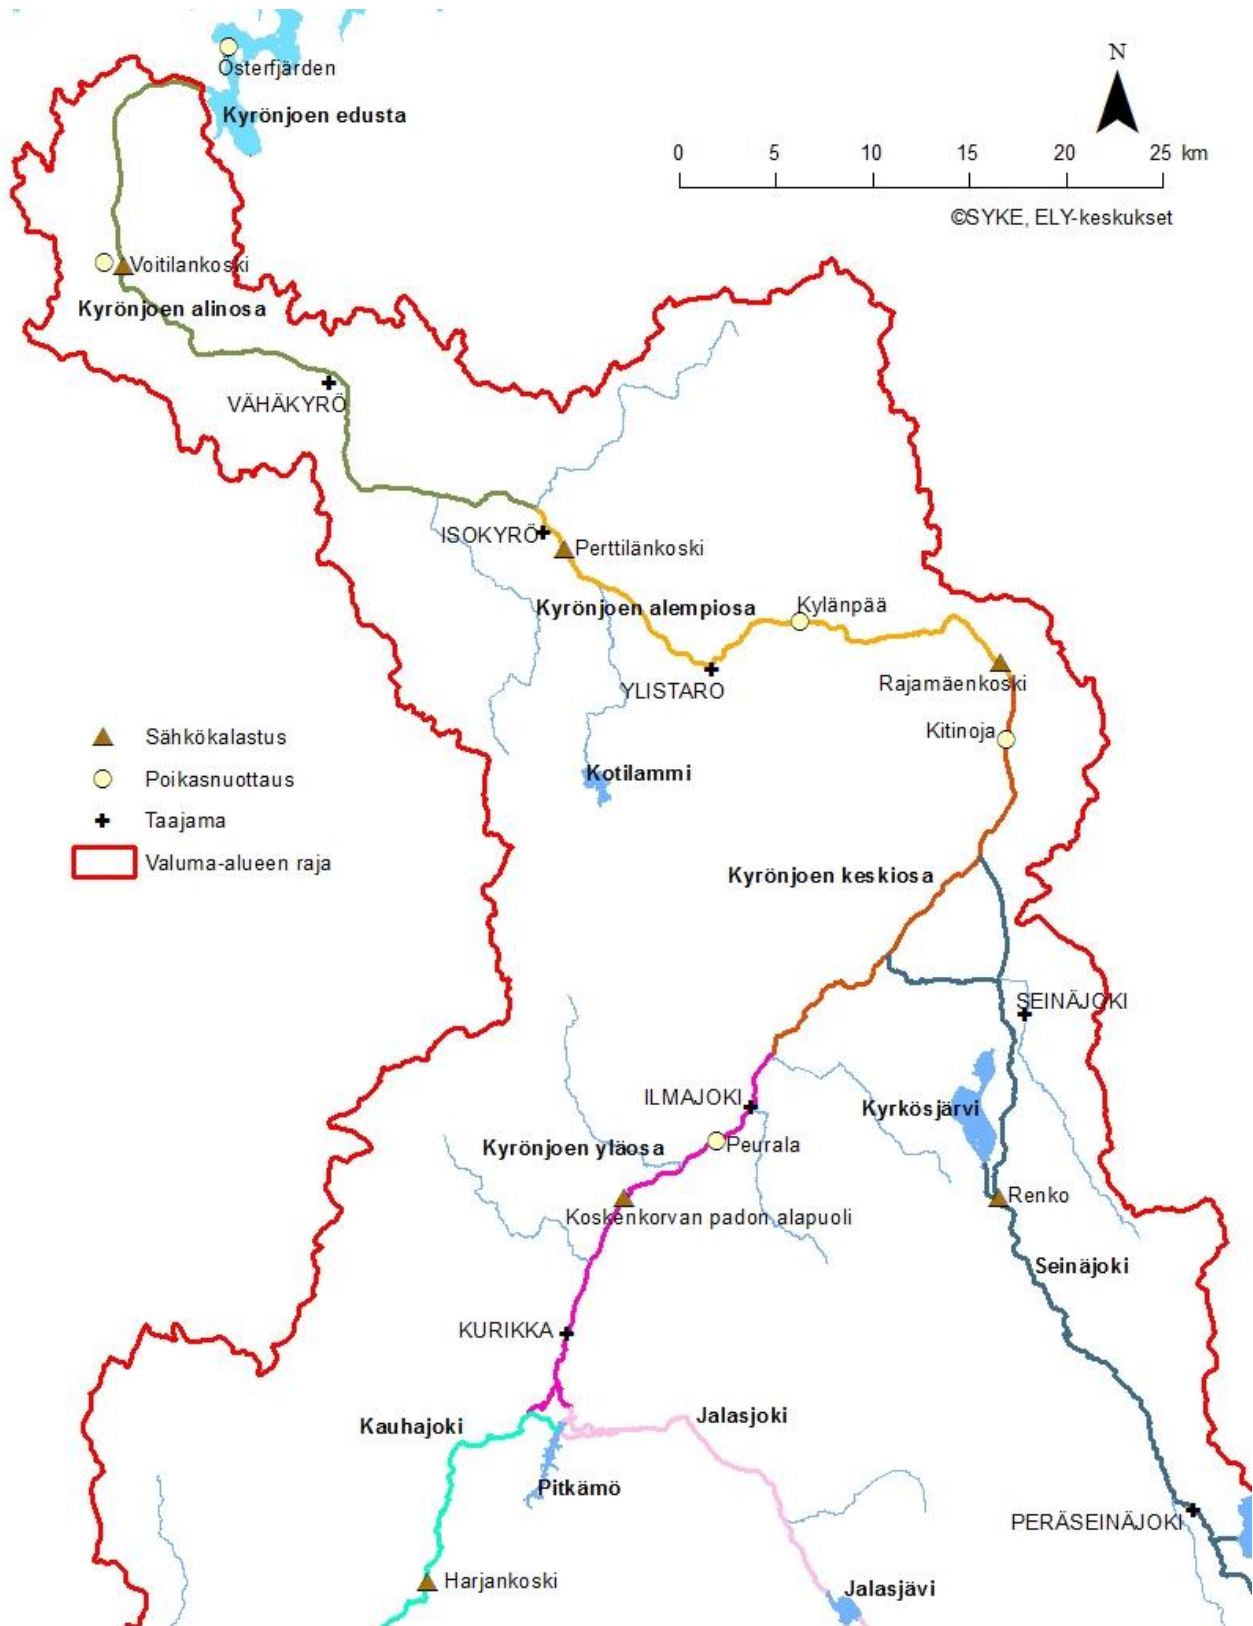 Österfjärden
N
Kyrönjoen edusta
0 5 10 15 20 25 km
©SYKE, ELY-keskukset
Voitilankoski
Kyrönjoen alinosa
VÄHÄKYRÖ
ISOKYRÖ
Perttilänkoski
Kyrönjoen alempiosa
Kylänpää
YLISTARO
Rajamäenkoski
Kitinoja
Sähkökalastus
Poikasnuottaus
Taajama
Valuma-alueen raja
Kotilammi
Kyrönjoen keskiosa
SEINÄJOKI
ILMAJOKI
Kyrkösjärvi
Kyrönjoen yläosa
Peurala
Renko
Koskenkorvan padon alapuoli
Seinäjoki
KURIKKA
Kauhajoki
Jalasjoki
Pitkämö
PERÄSEINÄJOKI
Harjankoski
Jalasjävi